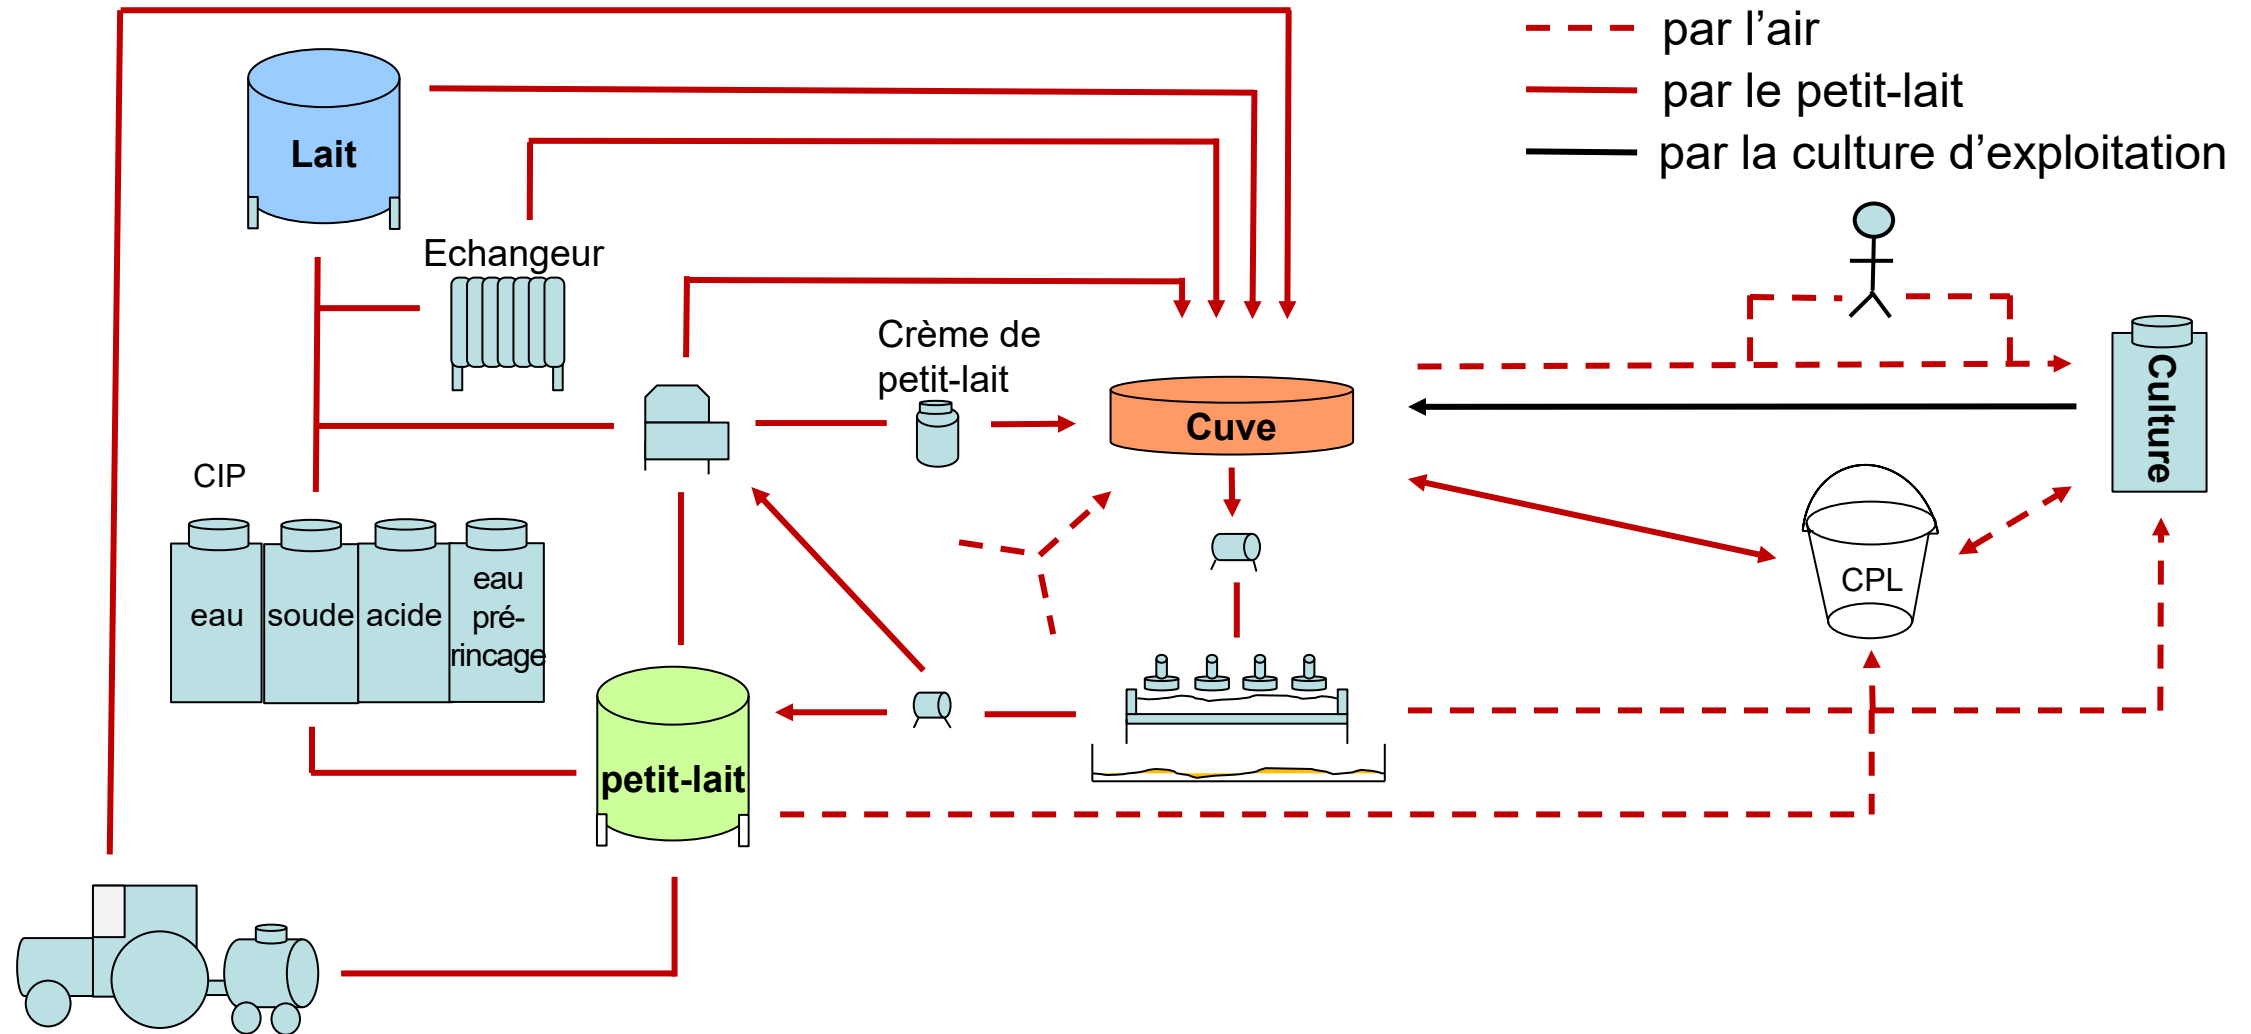 par l’air
par le petit-lait
par la culture d’exploitation
Lait
Echangeur
Crème de
petit-lait
Cuve
Culture
CIP
eau
soude
acide
eau
pré-
rincage
CPL
petit-lait